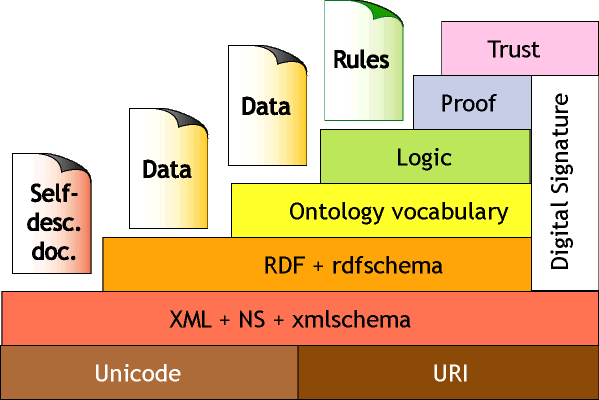 Trust
Rules
Proof
Data
Logic
Data
Digital Signature
Self-
desc.
doc.
Ontology vocabulary
RDF + rdfschema
XML + NS + xmlschema
Unicode
URI